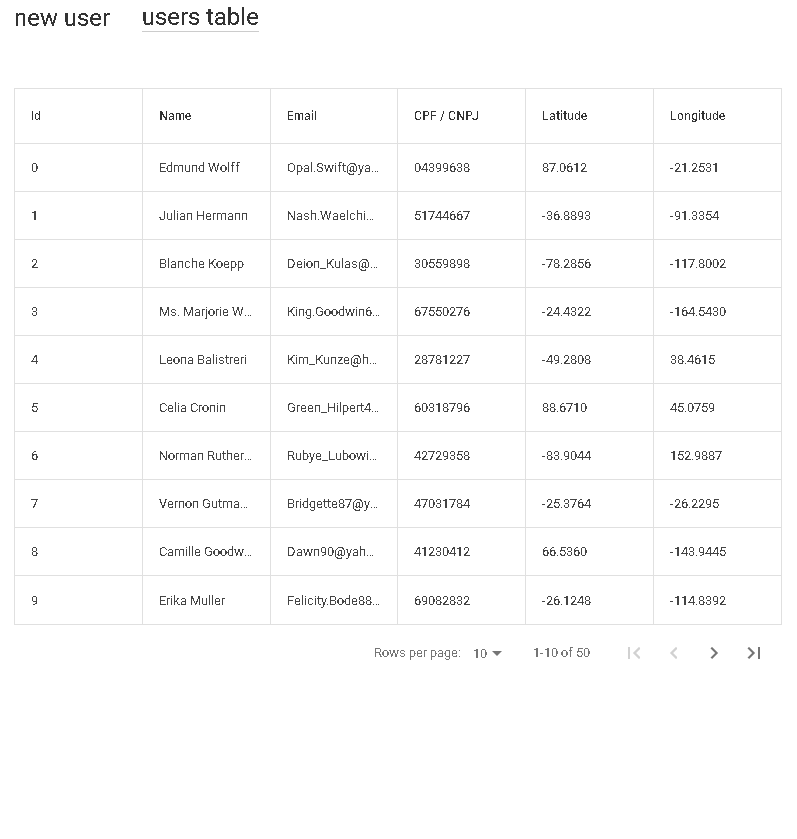 new user users table
Id Name Email CPF / CNPJ Latitude Longitude
0 Edmund Wolff Opal.Swift@ya... 04399638 87.0612 -21.2531
1 Julian Hermann Nash.Waelchi... 51744667 -36.8893 -91.3354
2 Blanche Koepp Deion_Kulas@... 30559898 -78.2856 -117.8002
3 Ms. Marjorie W... King.Goodwin6... 67550276 -24.4322 -164.5430
4 Leona Balistreri Kim_Kunze@h... 28781227 -49.2808 38.4615
5 Celia Cronin Green_Hilpert4... 60318796 88.6710 45.0759
6 Norman Ruther... Rubye_Lubowi... 42729358 -83.9044 152.9887
7 Vernon Gutma... Bridgette87@y... 47031784 -25.3764 -26.2295
8 Camille Goodw... Dawn90@yah... 41230412 66.5360 -143.9445
9 Erika Muller Felicity.Bode88... 69082832 -26.1248 -114.8392
Rows per page: 10 1-10 of 50